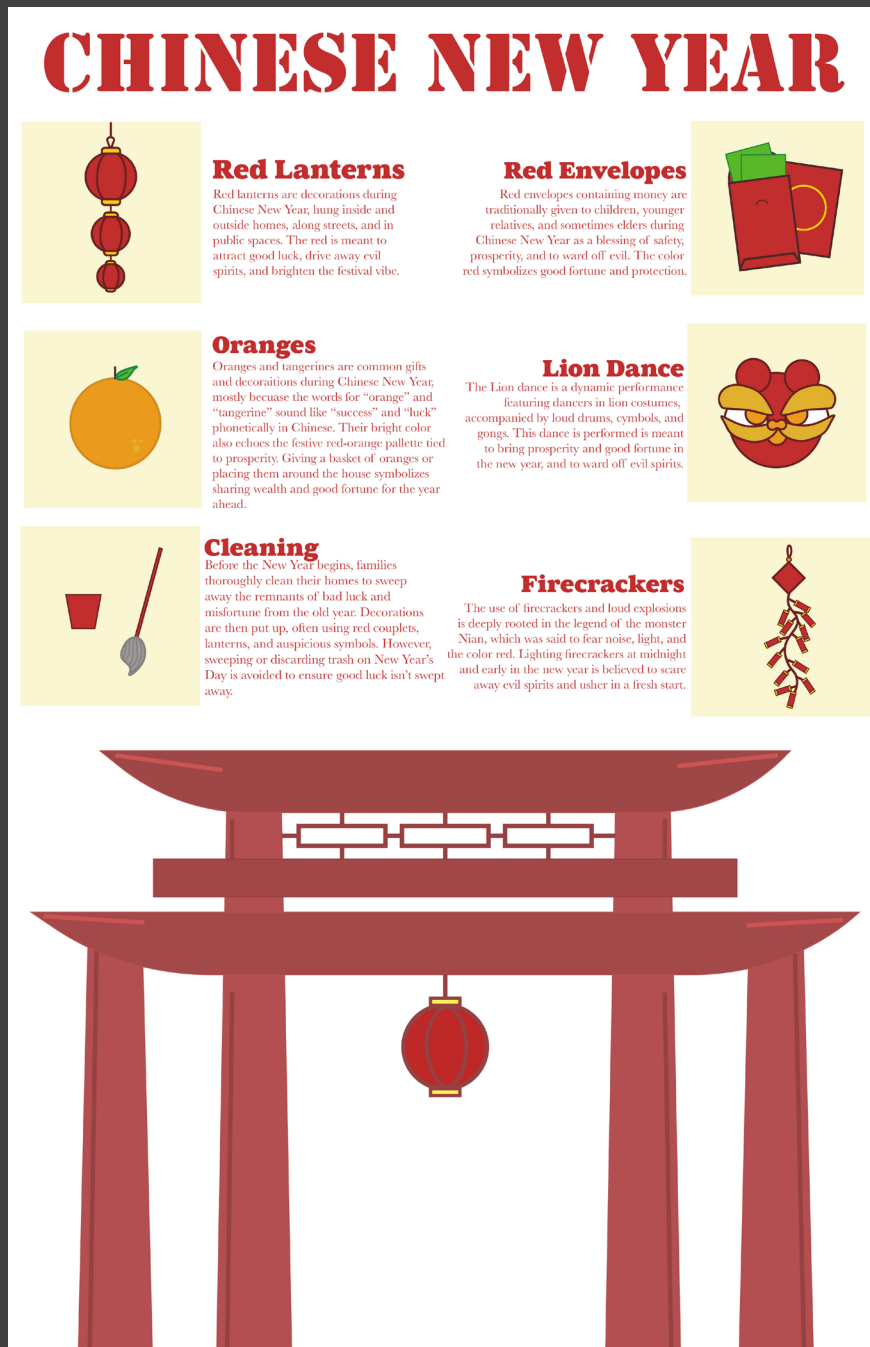 CHINESE NEW YEAR
Red Lanterns
Red lanterns are decorations during
Chinese New Year, hung inside and
outside homes, along streets, and in
public spaces. The red is meant to
attract good luck, drive away evil
spirits, and brighten the festival vibe.
Red Envelopes
Red envelopes containing money are
traditionally given to children, younger
relatives, and sometimes elders during
Chinese New Year as a blessing of safety,
prosperity, and to ward off evil. The color
red symbolizes good fortune and protection.
Oranges
Oranges and tangerines are common gifts
and decoraitions during Chinese New Year,
mostly becuase the words for “orange” and
“tangerine” sound like “success” and “luck”
phonetically in Chinese. Their bright color
also echoes the festive red-orange pallette tied
to prosperity. Giving a basket of oranges or
placing them around the house symbolizes
sharing wealth and good fortune for the year
ahead.
Lion Dance
The Lion dance is a dynamic performance
featuring dancers in lion costumes,
accompanied by loud drums, cymbols, and
gongs. This dance is performed is meant
to bring prosperity and good fortune in
the new year, and to ward off evil spirits.
Cleaning
Before the New Year begins, families
thoroughly clean their homes to sweep
away the remnants of bad luck and
misfortune from the old year. Decorations
are then put up, often using red couplets,
lanterns, and auspicious symbols. However,
sweeping or discarding trash on New Year’s
Day is avoided to ensure good luck isn’t swept
away.
Firecrackers
The use of firecrackers and loud explosions
is deeply rooted in the legend of the monster
Nian, which was said to fear noise, light, and
the color red. Lighting firecrackers at midnight
and early in the new year is believed to scare
away evil spirits and usher in a fresh start.